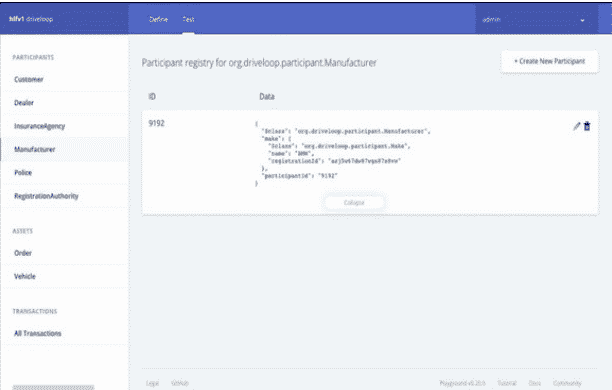 hlfv1 driveloop
Define
Test
admin
PARTICIPANTS
Customer
Dealer
InsuranceAgency
Manufacturer
Police
RegistrationAuthority
ASSETS
Order
Vehicle
TRANSACTIONS
All Transactions
Participant registry for org.driveloop.participant.Manufacturer
+ Create New Participant
ID
Data
9192
{
"$class": "org.driveloop.participant.Manufacturer",
"make": {
"$class": "org.driveloop.participant.Make",
"name": "BMW",
"registrationId":
},
"participantId": "9192"
}
Collapse
Legal
GitHub
Playground
Tutorial
Docs
Community